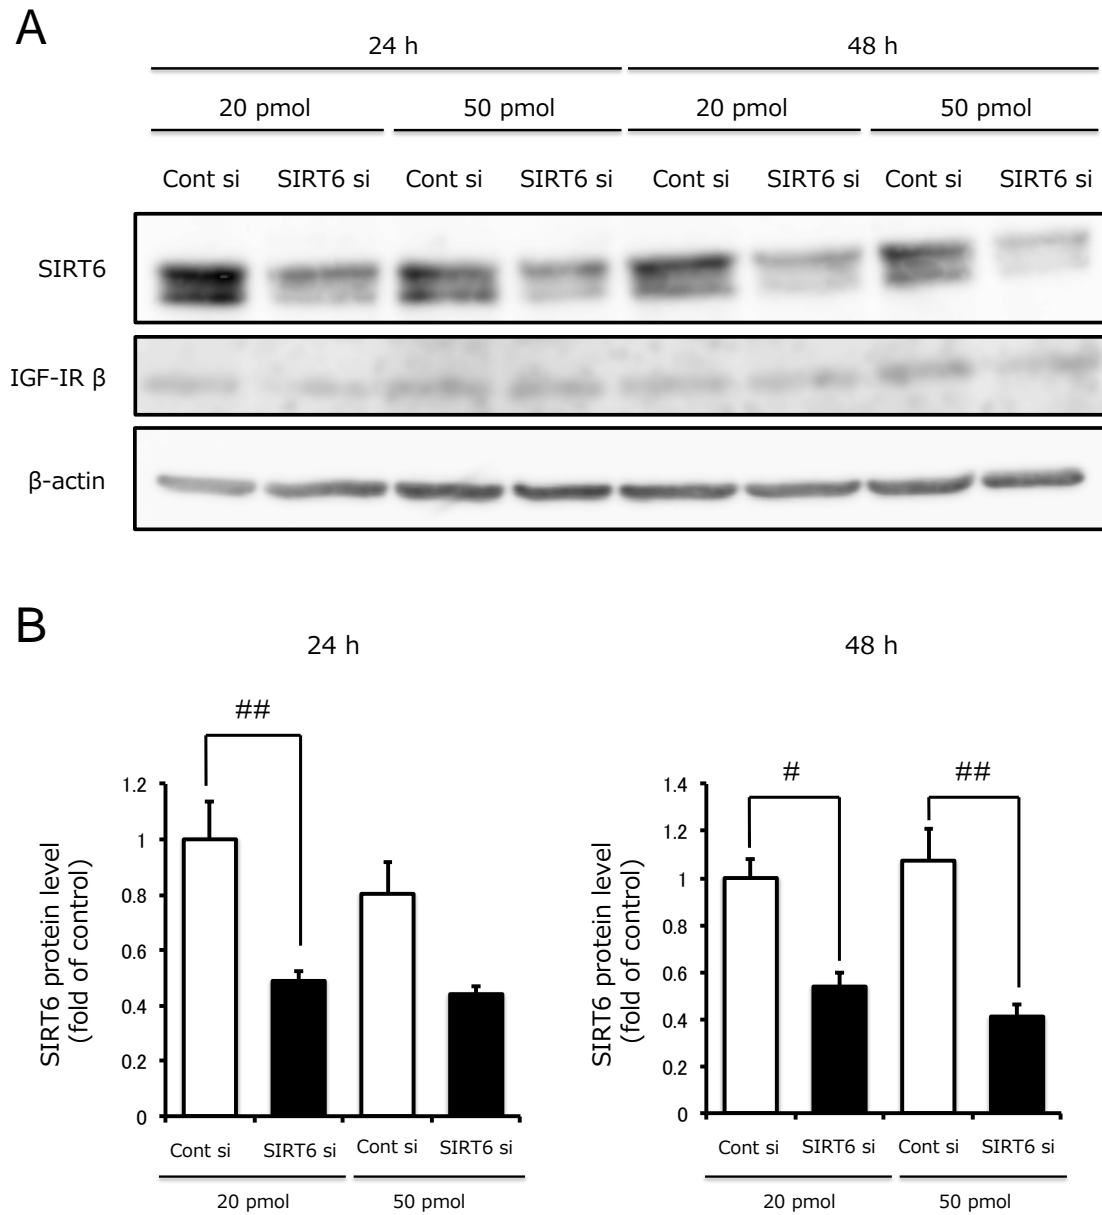 A
24 h 48 h
20 pmol 50 pmol 20 pmol 50 pmol
Cont si SIRT6 si Cont si SIRT6 si Cont si SIRT6 si Cont si SIRT6 si
SIRT6
IGF-IR β
β-actin
B
24 h
##
SIRT6 protein level
(fold of control)
1.2
1
0.8
0.6
0.4
0.2
0
Cont si SIRT6 si Cont si SIRT6 si
20 pmol 50 pmol
48 h
# ##
SIRT6 protein level
(fold of control)
1.4
1.2
1
0.8
0.6
0.4
0.2
0
Cont si SIRT6 si Cont si SIRT6 si
20 pmol 50 pmol